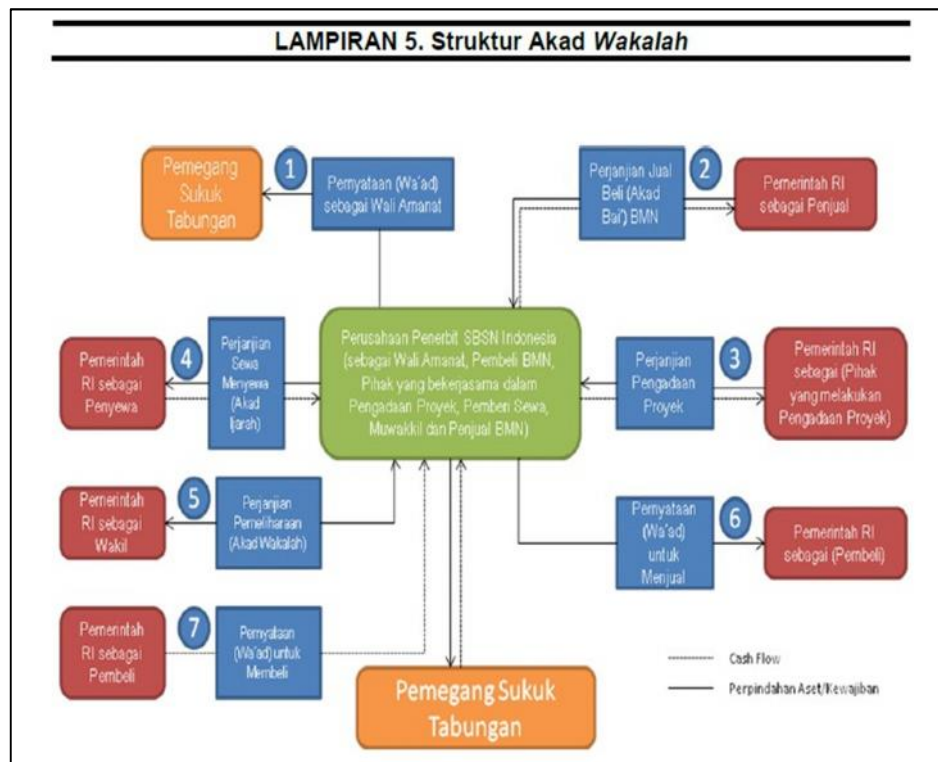 LAMPIRAN 5. Struktur Akad Wakalah
Pemegang
Sukuk
Tabungan
1
Pernyataan (Wa'ad)
sebagai Wali Amanat
Perjanjian Jual
Beli (Akad
Bai') BMN
2
Pemerintah RI
sebagai Penjual
Pemerintah
RI sebagai
Penyewa
4
Perjanjian
Sewa
Menyewa
(Akad
Ijarah)
Perusahaan Penerbit SBSN Indonesia
(sebagai Wali Amanat, Pembeli BMN,
Pihak yang bekerjasama dalam
Pengadaan Proyek, Pemberi Sewa,
Muwakkil dan Penjual BMN)
Perjanjian
Pengadaan
Proyek
3
Pemerintah RI
sebagai (Pihak
yang melakukan
Pengadaan Proyek)
Pemerintah
RI sebagai
Wakil
5
Perjanjian
Pemeliharaan
(Akad Wakalah)
Pernyataan
(Wa'ad)
untuk
Menjual
6
Pemerintah RI
sebagai (Pembeli)
Pemerintah
RI sebagai
Pembeli
7
Pernyataan
(Wa'ad) untuk
Membeli
Pemegang Sukuk
Tabungan
Cash Flow
Perpindahan Aset/Kewajiban